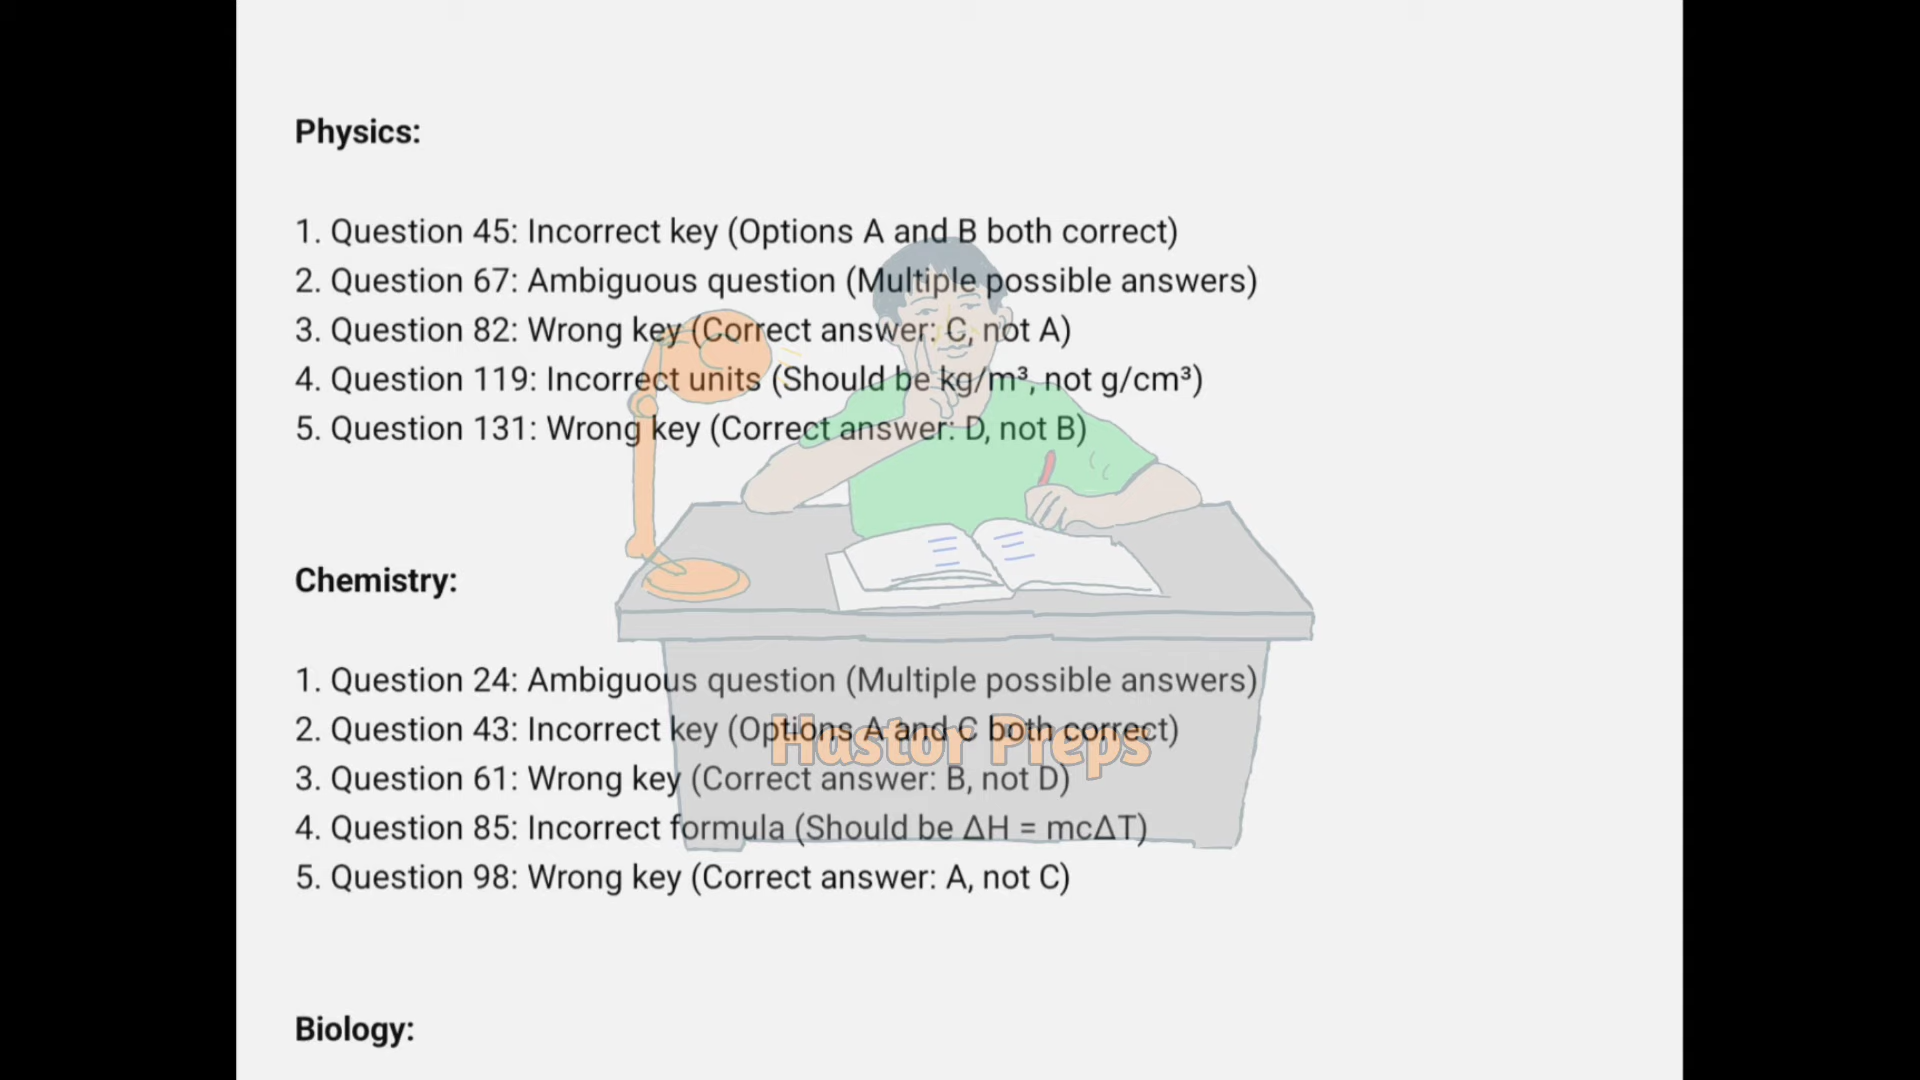 Physics:
1. Question 45: Incorrect key (Options A and B both correct)
2. Question 67: Ambiguous question (Multiple possible answers)
3. Question 82: Wrong key (Correct answer: C, not A)
4. Question 119: Incorrect units (Should be kg/m³, not g/cm³)
5. Question 131: Wrong key (Correct answer: D, not B)
Chemistry:
1. Question 24: Ambiguous question (Multiple possible answers)
2. Question 43: Incorrect key (Options A and C both correct)
Hastor Preps
3. Question 61: Wrong key (Correct answer: B, not D)
4. Question 85: Incorrect formula (Should be ΔH = mcΔT)
5. Question 98: Wrong key (Correct answer: A, not C)
Biology: